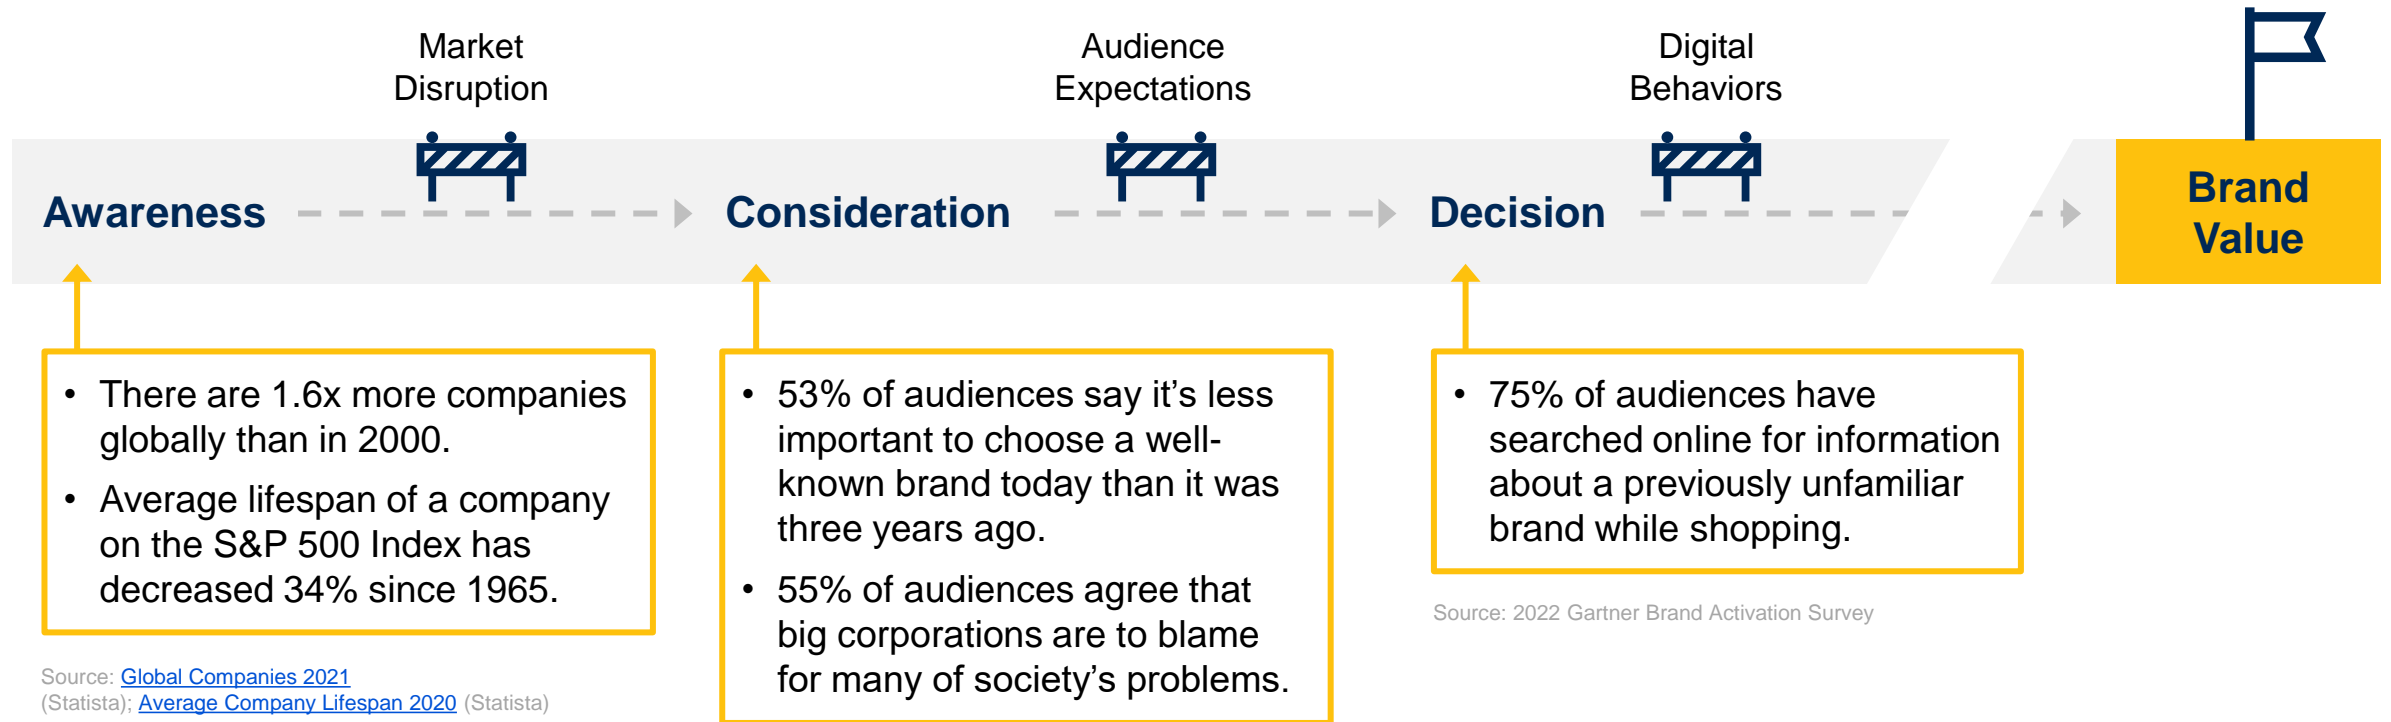 Market
Disruption
Audience
Expectations
Digital
Behaviors
Awareness
Consideration
Decision
Brand
Value
• There are 1.6x more companies
globally than in 2000.
• Average lifespan of a company
on the S&P 500 Index has
decreased 34% since 1965.
Source: Global Companies 2021
(Statista); Average Company Lifespan 2020 (Statista)
• 53% of audiences say it’s less
important to choose a well-
known brand today than it was
three years ago.
• 55% of audiences agree that
big corporations are to blame
for many of society’s problems.
• 75% of audiences have
searched online for information
about a previously unfamiliar
brand while shopping.
Source: 2022 Gartner Brand Activation Survey